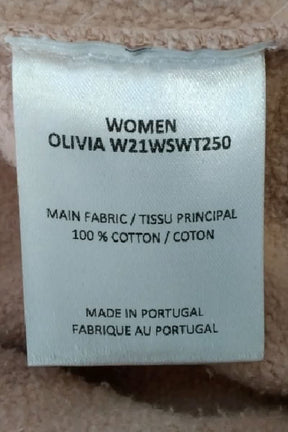 WOMEN
OLIVIA W21WSWT250
MAIN FABRIC / TISSU PRINCIPAL
100 % COTTON / COTON
MADE IN PORTUGAL
FABRIQUE AU PORTUGAL